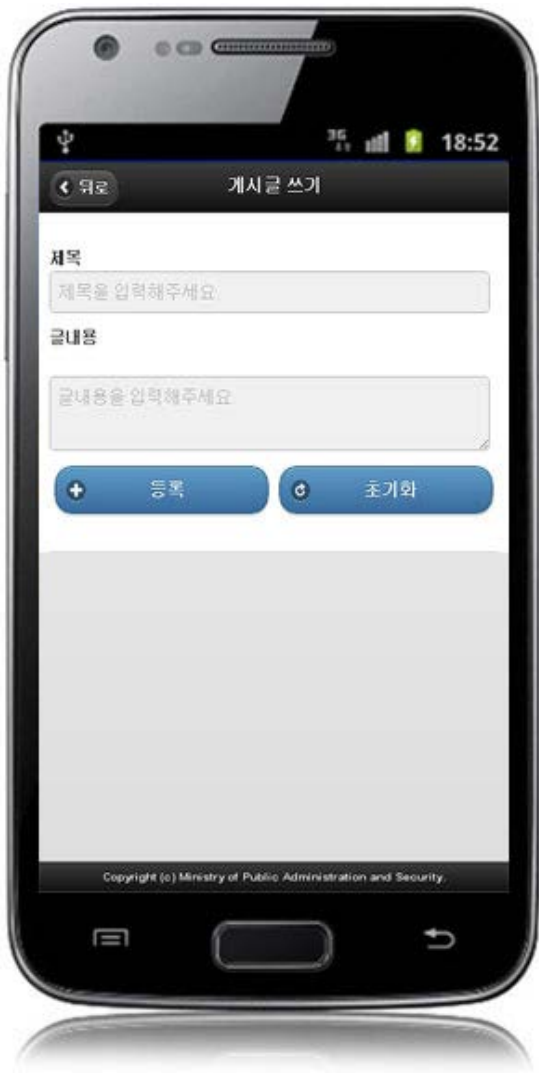 3G
18:52
뒤로
게시글 쓰기
제목
제목을 입력해주세요
글내용
글내용을 입력해주세요
등록
초기화
Copyright (c) Ministry of Public Administration and Security.